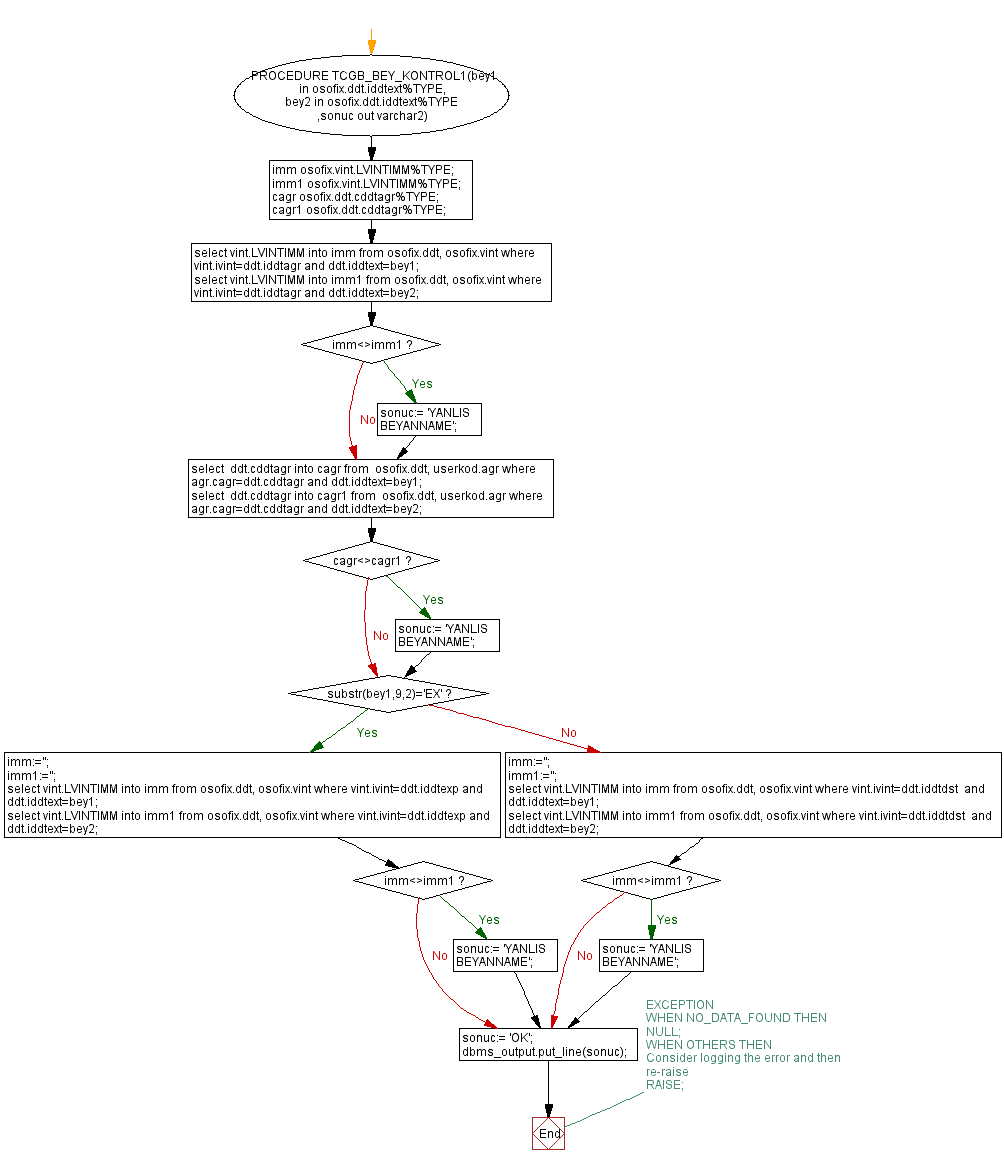 PROCEDURE TCGB_BEY_KONTROL1(bey1
in osofix.ddt.iddtext%TYPE,
bey2 in osofix.ddt.iddtext%TYPE
,sonuc out varchar2)
imm osofix.vint.LVINTIMM%TYPE;
imm1 osofix.vint.LVINTIMM%TYPE;
cagr osofix.ddt.cddtagr%TYPE;
cagr1 osofix.ddt.cddtagr%TYPE;
select vint.LVINTIMM into imm from osofix.ddt, osofix.vint where
vint.ivint=ddt.iddtagr and ddt.iddtext=bey1;
select vint.LVINTIMM into imm1 from osofix.ddt, osofix.vint where
vint.ivint=ddt.iddtagr and ddt.iddtext=bey2;
imm<>imm1 ?
Yes
No
sonuc:= 'YANLIS
BEYANNAME';
select  ddt.cddtagr into cagr from  osofix.ddt, userkod.agr where
agr.cagr=ddt.cddtagr and ddt.iddtext=bey1;
select  ddt.cddtagr into cagr1 from  osofix.ddt, userkod.agr where
agr.cagr=ddt.cddtagr and ddt.iddtext=bey2;
cagr<>cagr1 ?
Yes
No
sonuc:= 'YANLIS
BEYANNAME';
substr(bey1,9,2)='EX' ?
Yes
No
imm:='';
imm1:='';
select vint.LVINTIMM into imm from osofix.ddt, osofix.vint where vint.ivint=ddt.iddtexp and
ddt.iddtext=bey1;
select vint.LVINTIMM into imm1 from osofix.ddt, osofix.vint where vint.ivint=ddt.iddtexp and
ddt.iddtext=bey2;
imm:='';
imm1:='';
select vint.LVINTIMM into imm from osofix.ddt, osofix.vint where vint.ivint=ddt.iddtdst  and
ddt.iddtext=bey1;
select vint.LVINTIMM into imm1 from osofix.ddt, osofix.vint where vint.ivint=ddt.iddtdst  and
ddt.iddtext=bey2;
imm<>imm1 ?
imm<>imm1 ?
Yes
Yes
No
sonuc:= 'YANLIS
BEYANNAME';
No
sonuc:= 'YANLIS
BEYANNAME';
EXCEPTION
WHEN NO_DATA_FOUND THEN
NULL;
WHEN OTHERS THEN
Consider logging the error and then
re-raise
RAISE;
sonuc:= 'OK';
dbms_output.put_line(sonuc);
End